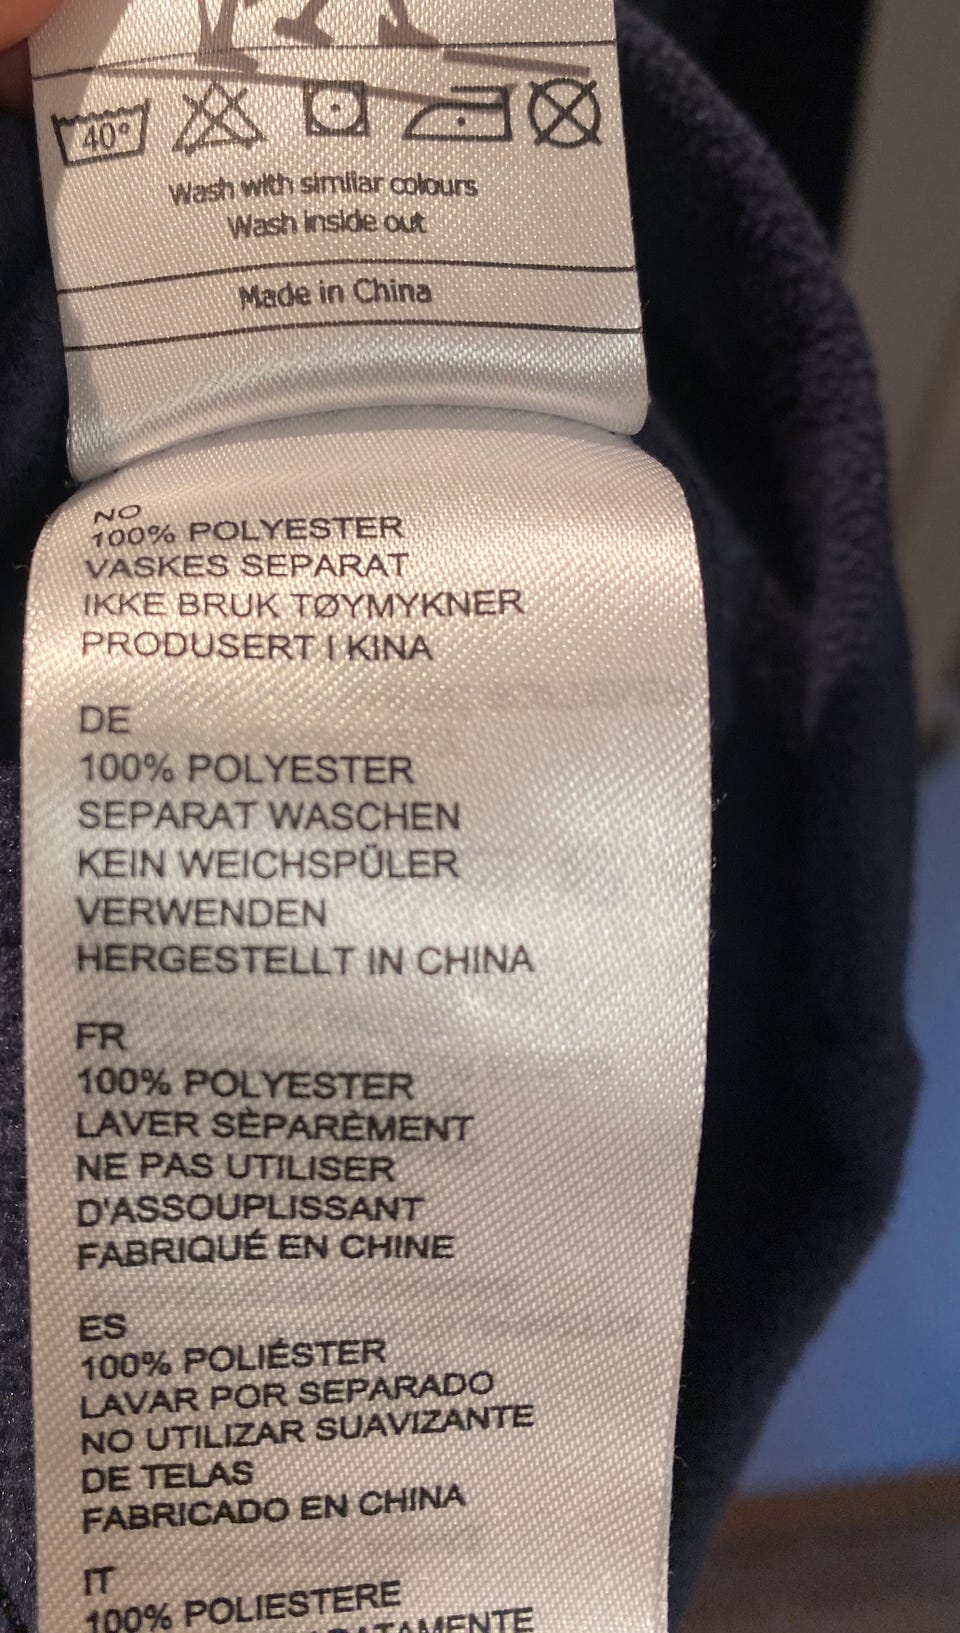 40°
Wash with similar colours
Wash inside out
Made in China
NO
100% POLYESTER
VASKES SEPARAT
IKKE BRUK TØYMYKNER
PRODUSERT I KINA
DE
100% POLYESTER
SEPARAT WASCHEN
KEIN WEICHSPÜLER
VERWENDEN
HERGESTELLT IN CHINA
FR
100% POLYESTER
LAVER SÈPARÈMENT
NE PAS UTILISER
D'ASSOUPLISSANT
FABRIQUÉ EN CHINE
ES
100% POLIÉSTER
LAVAR POR SEPARADO
NO UTILIZAR SUAVIZANTE
DE TELAS
FABRICADO EN CHINA
IT
100% POLIESTERE